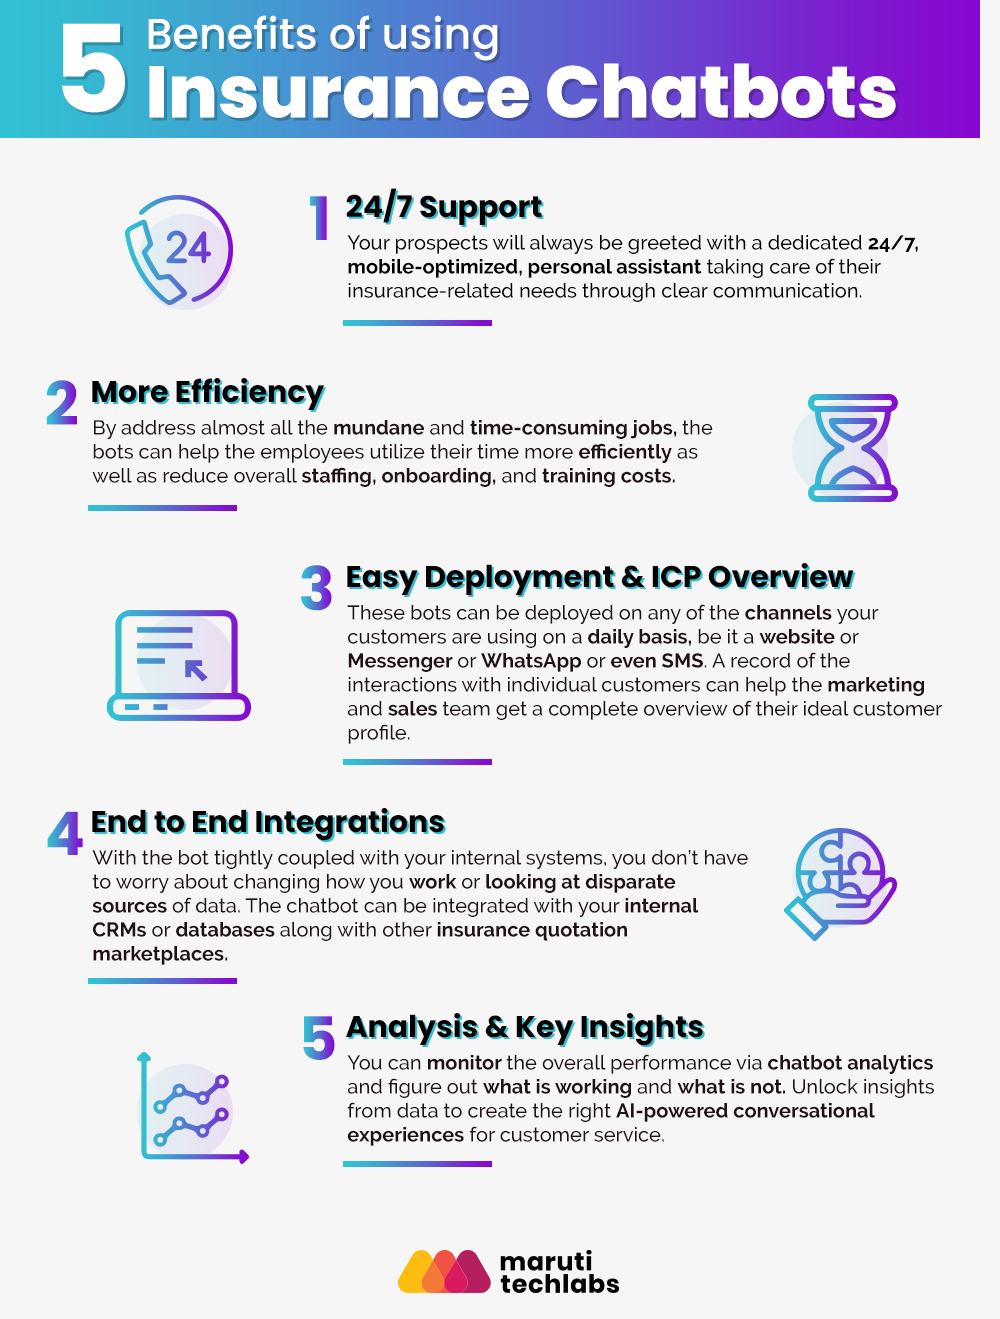 5 Benefits of using
Insurance Chatbots
24
1 24/7 Support
Your prospects will always be greeted with a dedicated 24/7,
mobile-optimized, personal assistant taking care of their
insurance-related needs through clear communication.
2 More Efficiency
By address almost all the mundane and time-consuming jobs, the
bots can help the employees utilize their time more efficiently as
well as reduce overall staffing, onboarding, and training costs.
3 Easy Deployment & ICP Overview
These bots can be deployed on any of the channels your
customers are using on a daily basis, be it a website or
Messenger or WhatsApp or even SMS. A record of the
interactions with individual customers can help the marketing
and sales team get a complete overview of their ideal customer
profile.
4 End to End Integrations
With the bot tightly coupled with your internal systems, you don't have
to worry about changing how you work or looking at disparate
sources of data. The chatbot can be integrated with your internal
CRMs or databases along with other insurance quotation
marketplaces.
5 Analysis & Key Insights
You can monitor the overall performance via chatbot analytics
and figure out what is working and what is not. Unlock insights
from data to create the right AI-powered conversational
experiences for customer service.
maruti
techlabs